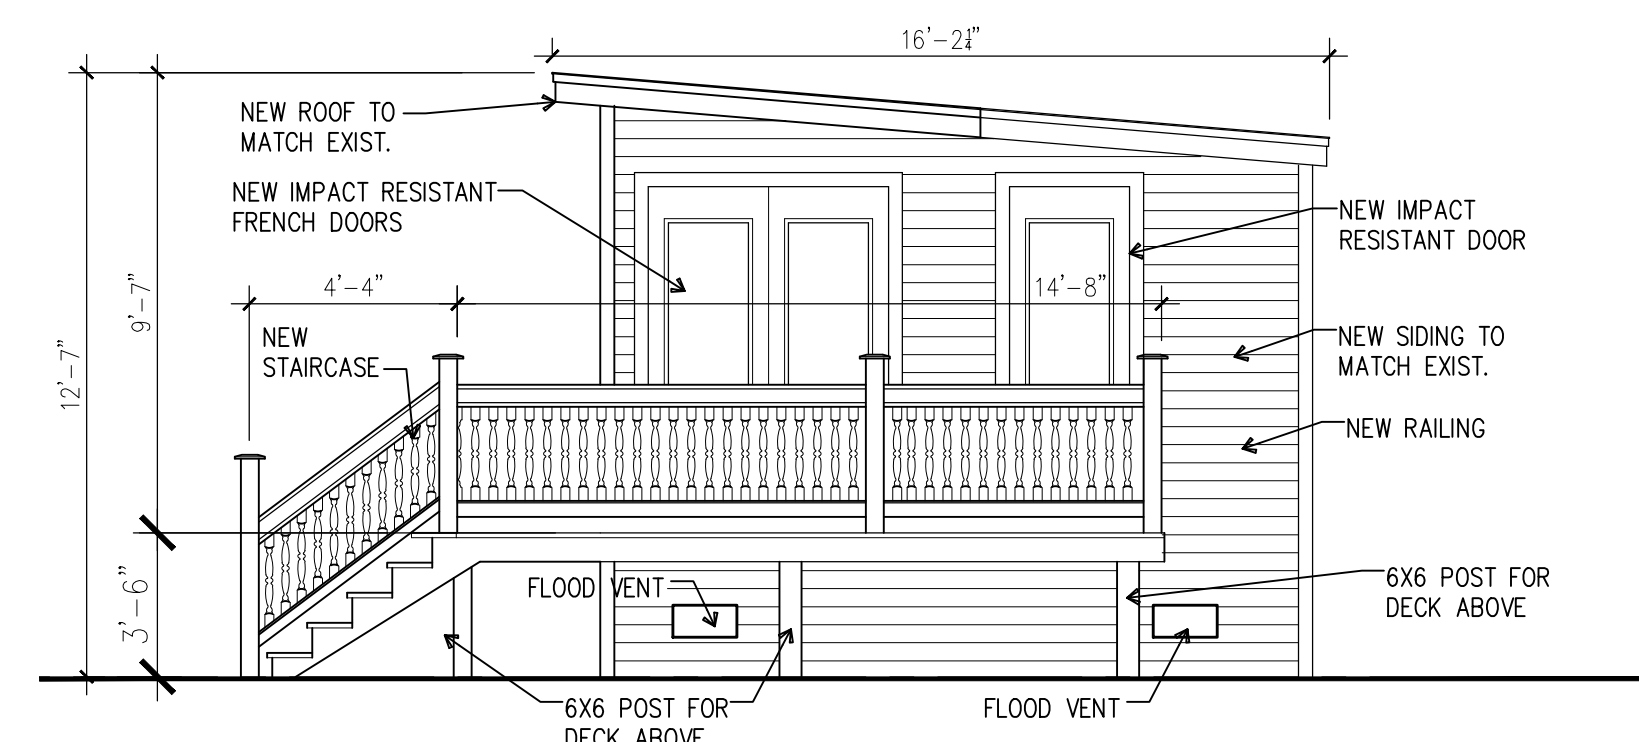 16'-2¼"
NEW ROOF TO
MATCH EXIST.
NEW IMPACT RESISTANT
FRENCH DOORS
NEW IMPACT
RESISTANT DOOR
9'-7"
4'-4"
14'-8"
12'-7"
NEW
STAIRCASE
NEW SIDING TO
MATCH EXIST.
NEW RAILING
3'-6"
FLOOD VENT
6X6 POST FOR
DECK ABOVE
6X6 POST FOR
DECK ABOVE
FLOOD VENT